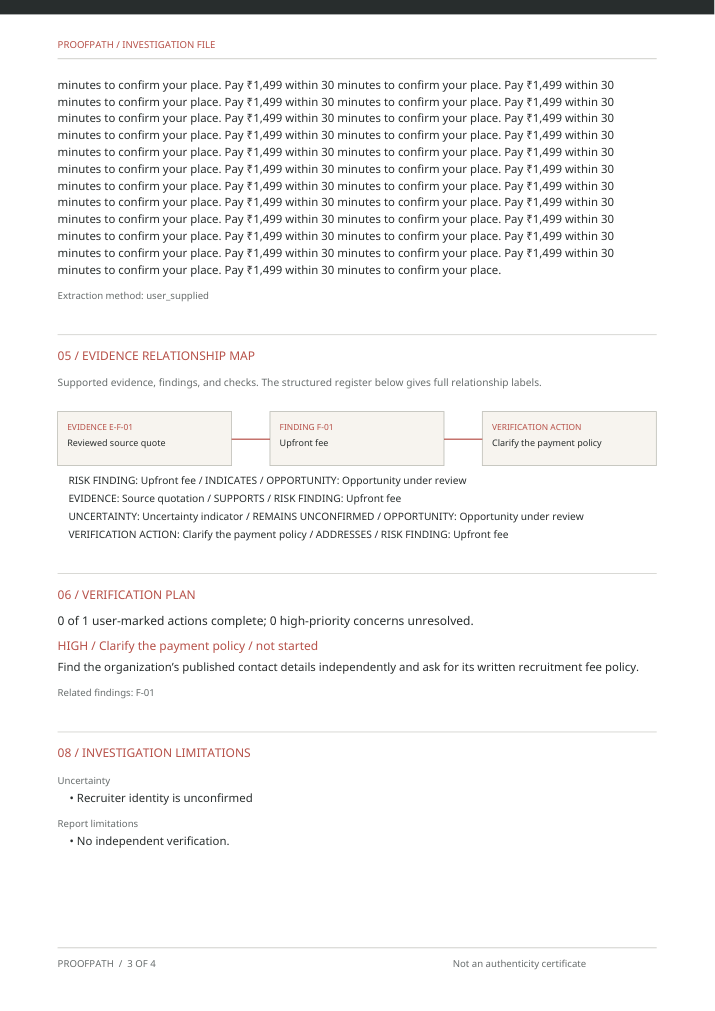 PROOFPATH / INVESTIGATION FILE
minutes to confirm your place. Pay ₹1,499 within 30 minutes to confirm your place. Pay ₹1,499 within 30
minutes to confirm your place. Pay ₹1,499 within 30 minutes to confirm your place. Pay ₹1,499 within 30
minutes to confirm your place. Pay ₹1,499 within 30 minutes to confirm your place. Pay ₹1,499 within 30
minutes to confirm your place. Pay ₹1,499 within 30 minutes to confirm your place. Pay ₹1,499 within 30
minutes to confirm your place. Pay ₹1,499 within 30 minutes to confirm your place. Pay ₹1,499 within 30
minutes to confirm your place. Pay ₹1,499 within 30 minutes to confirm your place. Pay ₹1,499 within 30
minutes to confirm your place. Pay ₹1,499 within 30 minutes to confirm your place. Pay ₹1,499 within 30
minutes to confirm your place. Pay ₹1,499 within 30 minutes to confirm your place. Pay ₹1,499 within 30
minutes to confirm your place. Pay ₹1,499 within 30 minutes to confirm your place. Pay ₹1,499 within 30
minutes to confirm your place. Pay ₹1,499 within 30 minutes to confirm your place. Pay ₹1,499 within 30
minutes to confirm your place. Pay ₹1,499 within 30 minutes to confirm your place. Pay ₹1,499 within 30
minutes to confirm your place. Pay ₹1,499 within 30 minutes to confirm your place.
Extraction method: user_supplied
05 / EVIDENCE RELATIONSHIP MAP
Supported evidence, findings, and checks. The structured register below gives full relationship labels.
EVIDENCE E-F-01
Reviewed source quote
FINDING F-01
Upfront fee
VERIFICATION ACTION
Clarify the payment policy
RISK FINDING: Upfront fee / INDICATES / OPPORTUNITY: Opportunity under review
EVIDENCE: Source quotation / SUPPORTS / RISK FINDING: Upfront fee
UNCERTAINTY: Uncertainty indicator / REMAINS UNCONFIRMED / OPPORTUNITY: Opportunity under review
VERIFICATION ACTION: Clarify the payment policy / ADDRESSES / RISK FINDING: Upfront fee
06 / VERIFICATION PLAN
0 of 1 user-marked actions complete; 0 high-priority concerns unresolved.
HIGH / Clarify the payment policy / not started
Find the organization's published contact details independently and ask for its written recruitment fee policy.
Related findings: F-01
08 / INVESTIGATION LIMITATIONS
Uncertainty
• Recruiter identity is unconfirmed
Report limitations
• No independent verification.
PROOFPATH / 3 OF 4
Not an authenticity certificate